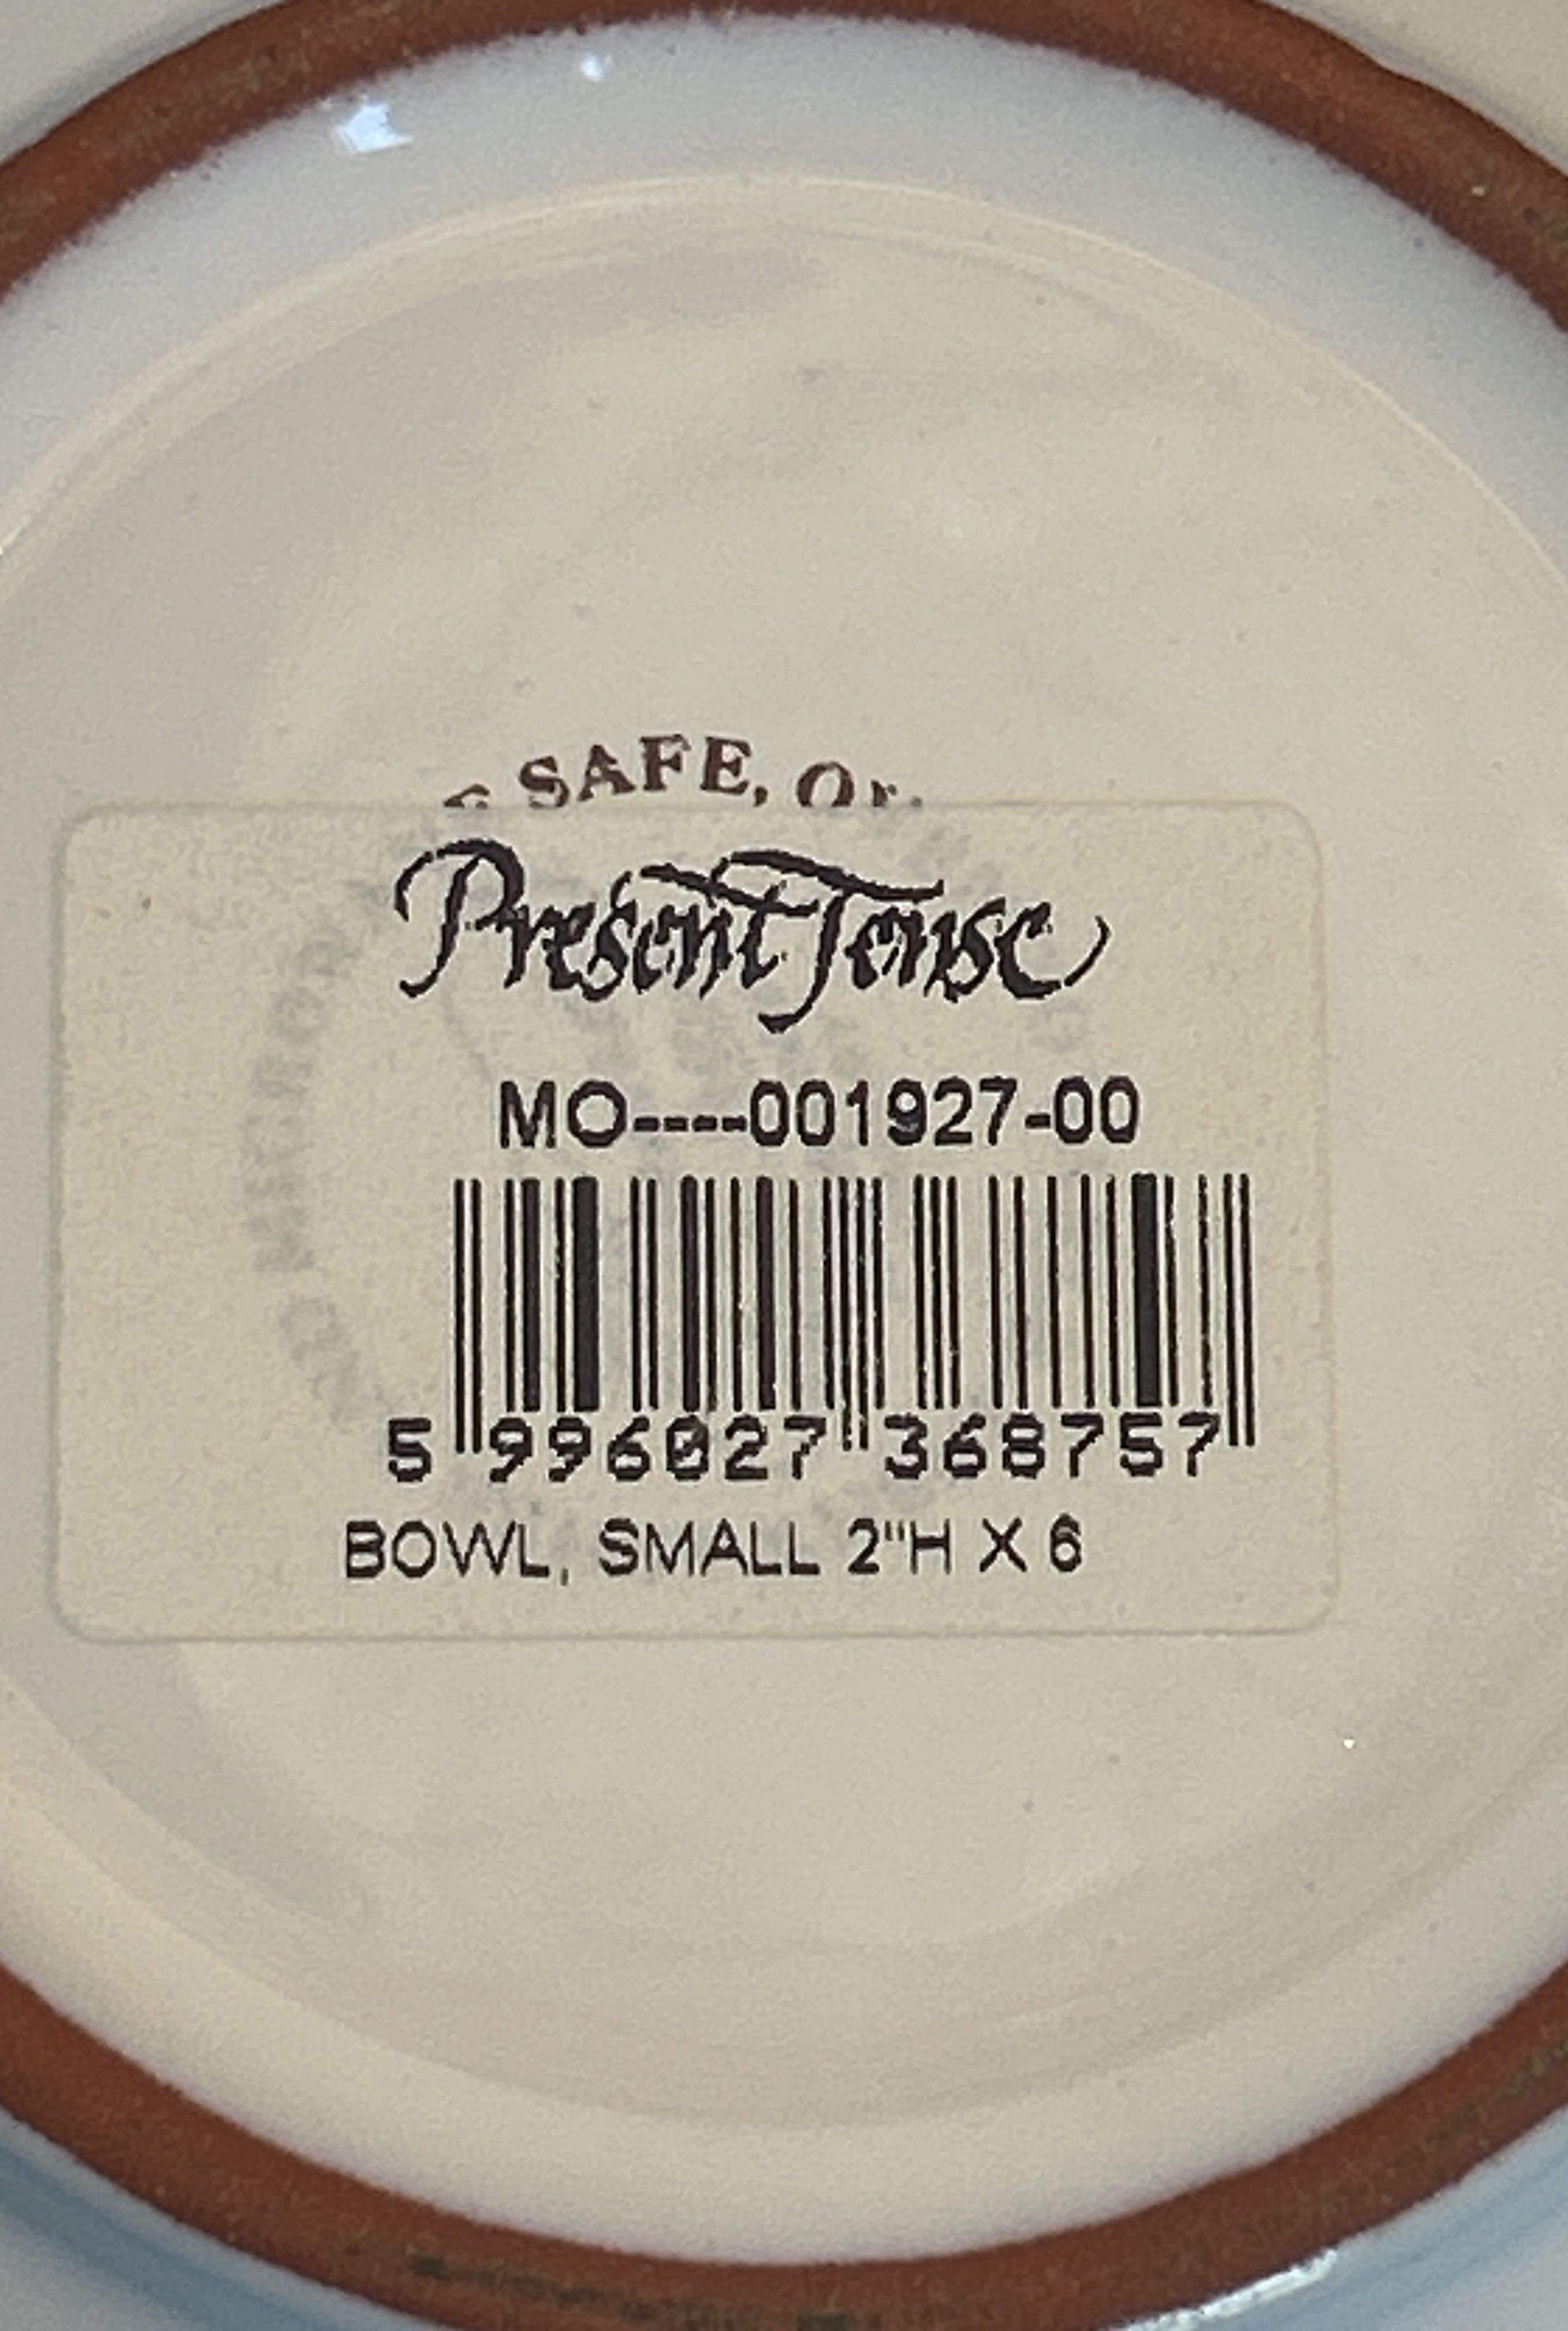 SAFE,
Present Tense
MO----001927-00
5 996027 368757
BOWL, SMALL 2"H X 6